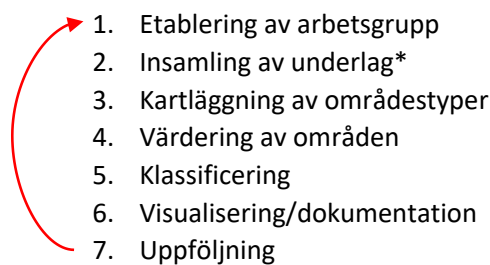 1. Etablering av arbetsgrupp
2. Insamling av underlag*
3. Kartläggning av områdestyper
4. Värdering av områden
5. Klassificering
6. Visualisering/dokumentation
7. Uppföljning